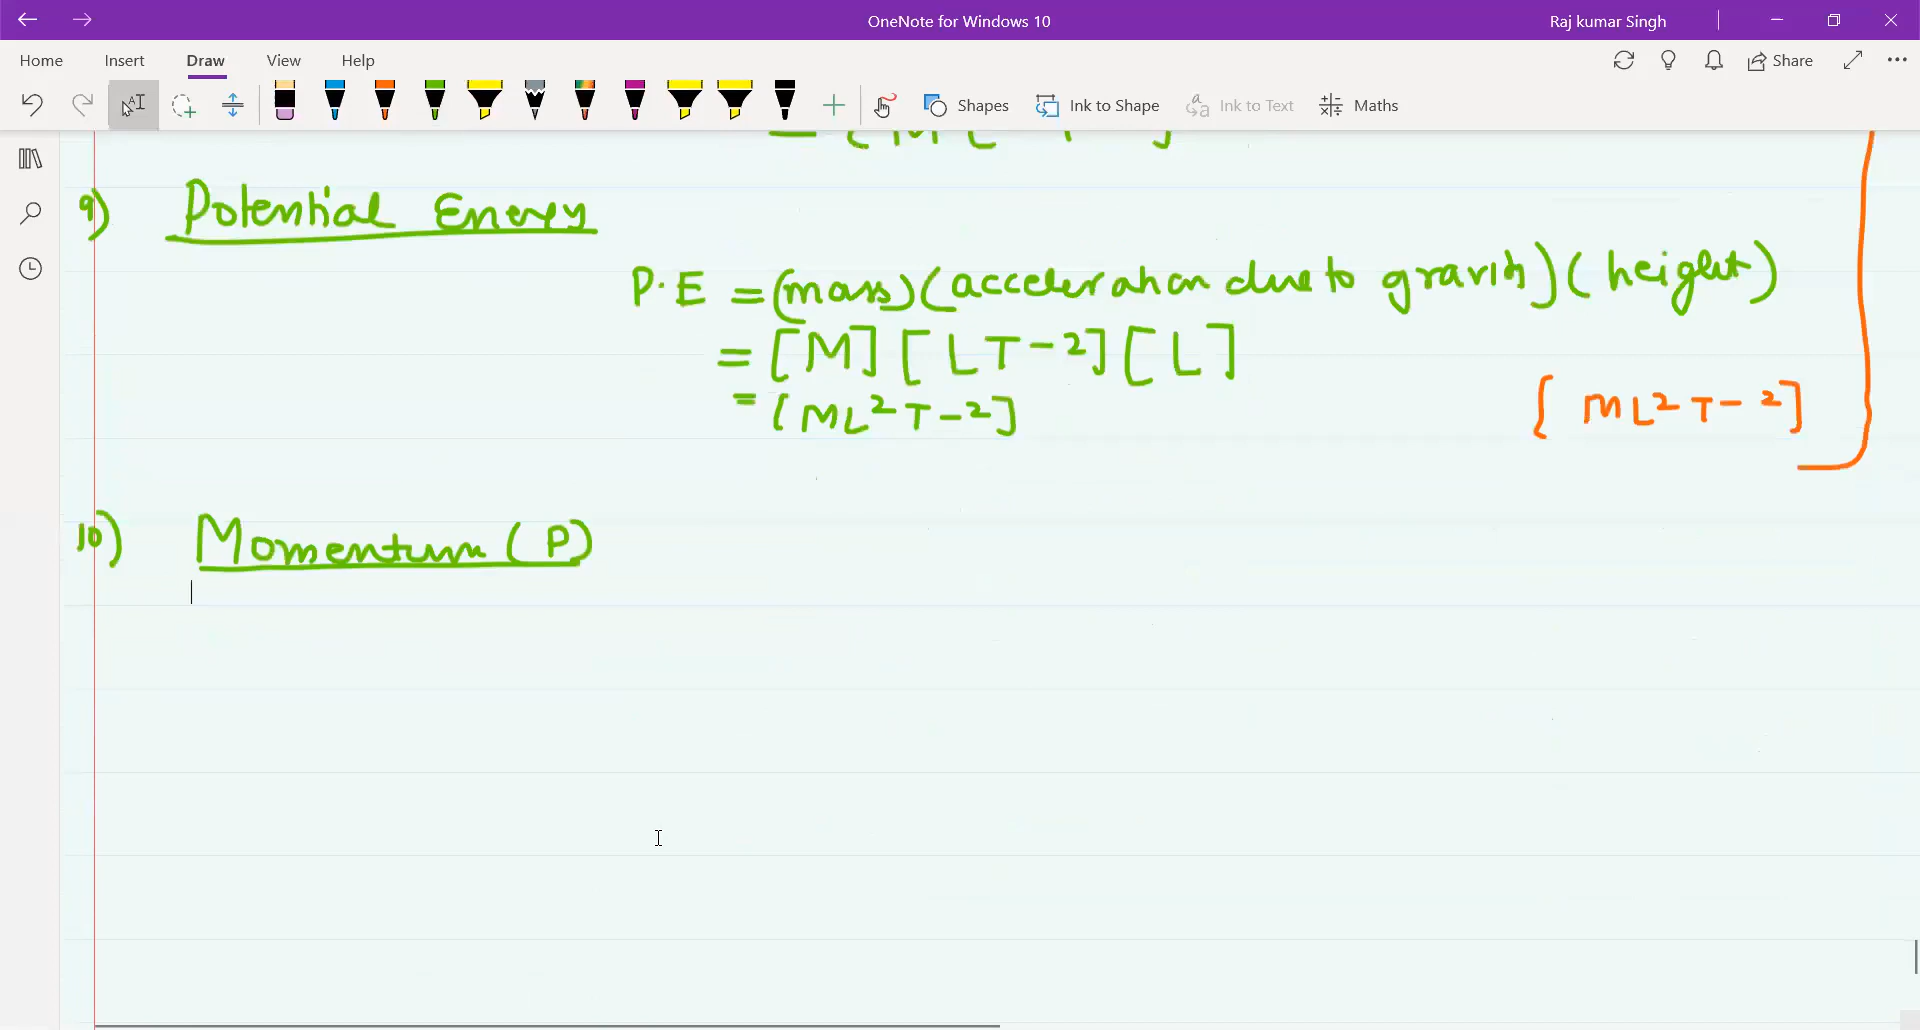 OneNote for Windows 10
Raj kumar Singh
Home Insert Draw View Help
Share
Shapes Ink to Shape Ink to Text Maths
9) Potential Energy
P.E = (mass)(acceleration due to gravity)(height)
= [M][LT-2][L]
= [ML²T-2]
[ML²T-2]
10) Momentum (P)